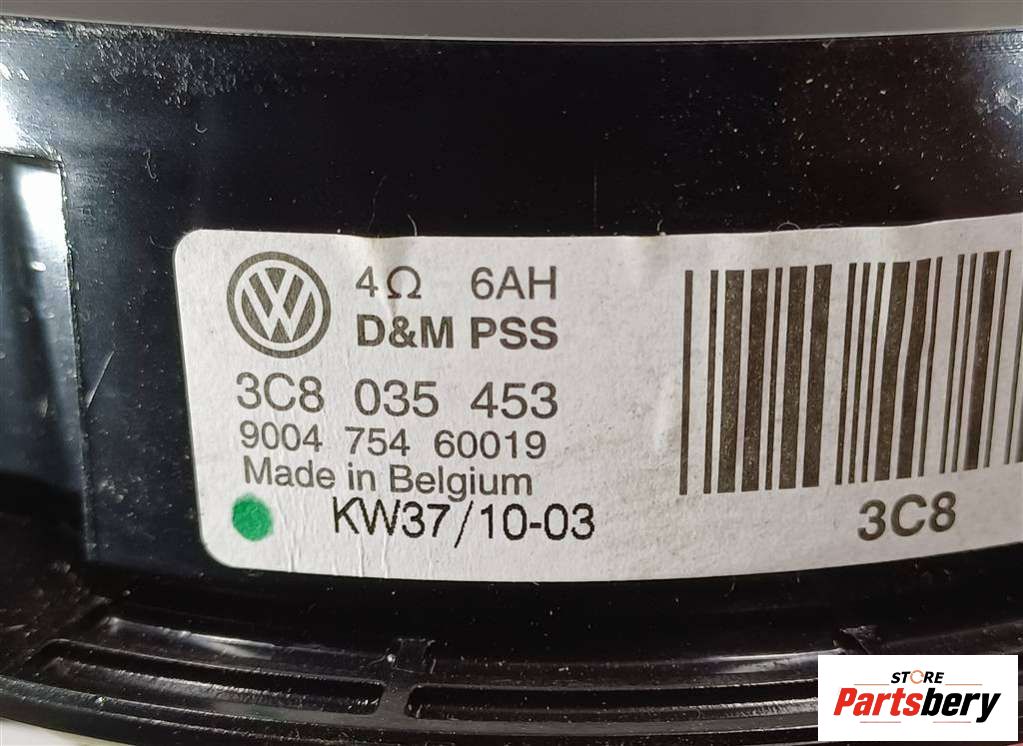 4Ω 6AH
D&M PSS
3C8 035 453
9004 754 60019
Made in Belgium
KW37/10-03
3C8
STORE
Partsbery